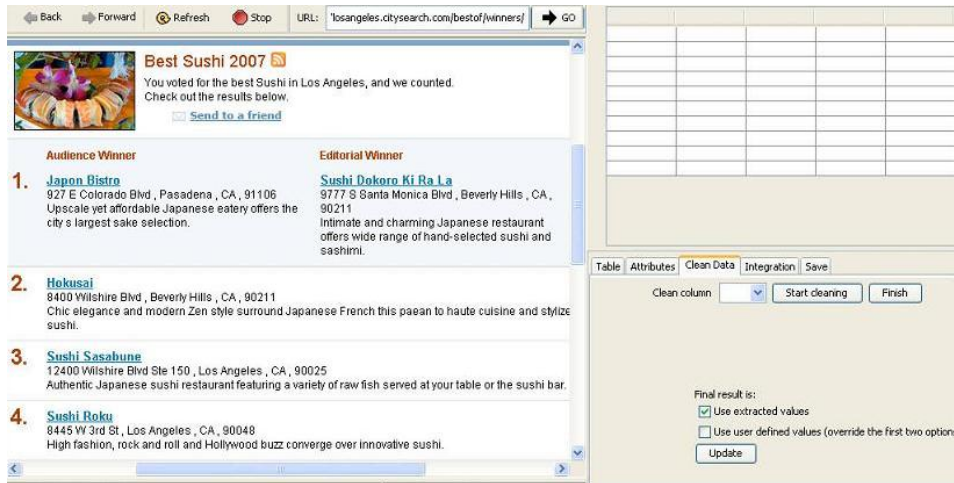 Back Forward Refresh Stop URL: 'losangeles.citysearch.com/bestof/winners/ GO
Best Sushi 2007
You voted for the best Sushi in Los Angeles, and we counted.
Check out the results below.
Send to a friend
Audience Winner
1. Japon Bistro
927 E Colorado Blvd , Pasadena , CA , 91106
Upscale yet affordable Japanese eatery offers the
city s largest sake selection.
Editorial Winner
Sushi Dokoro Ki Ra La
9777 S Santa Monica Blvd , Beverly Hills , CA ,
90211
Intimate and charming Japanese restaurant
offers wide range of hand-selected sushi and
sashimi.
2. Hokusai
8400 Wilshire Blvd , Beverly Hills , CA , 90211
Chic elegance and modern Zen style surround Japanese French this paean to haute cuisine and stylize
sushi.
3. Sushi Sasabune
12400 Wilshire Blvd Ste 150 , Los Angeles , CA , 90025
Authentic Japanese sushi restaurant featuring a variety of raw fish served at your table or the sushi bar.
4. Sushi Roku
8445 W 3rd St , Los Angeles , CA , 90048
High fashion, rock and roll and Hollywood buzz converge over innovative sushi.
Table Attributes Clean Data Integration Save
Clean column Start cleaning Finish
Final result is:
Use extracted values
Use user defined values (override the first two option
Update